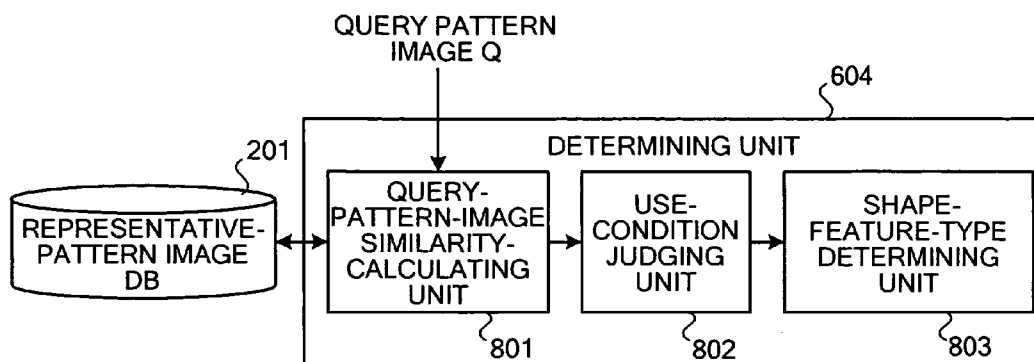 QUERY PATTERN
IMAGE Q
604
DETERMINING UNIT
201
REPRESENTATIVE-
PATTERN IMAGE
DB
QUERY-
PATTERN-IMAGE
SIMILARITY-
CALCULATING
UNIT
801
USE-
CONDITION
JUDGING
UNIT
802
SHAPE-
FEATURE-TYPE
DETERMINING
UNIT
803